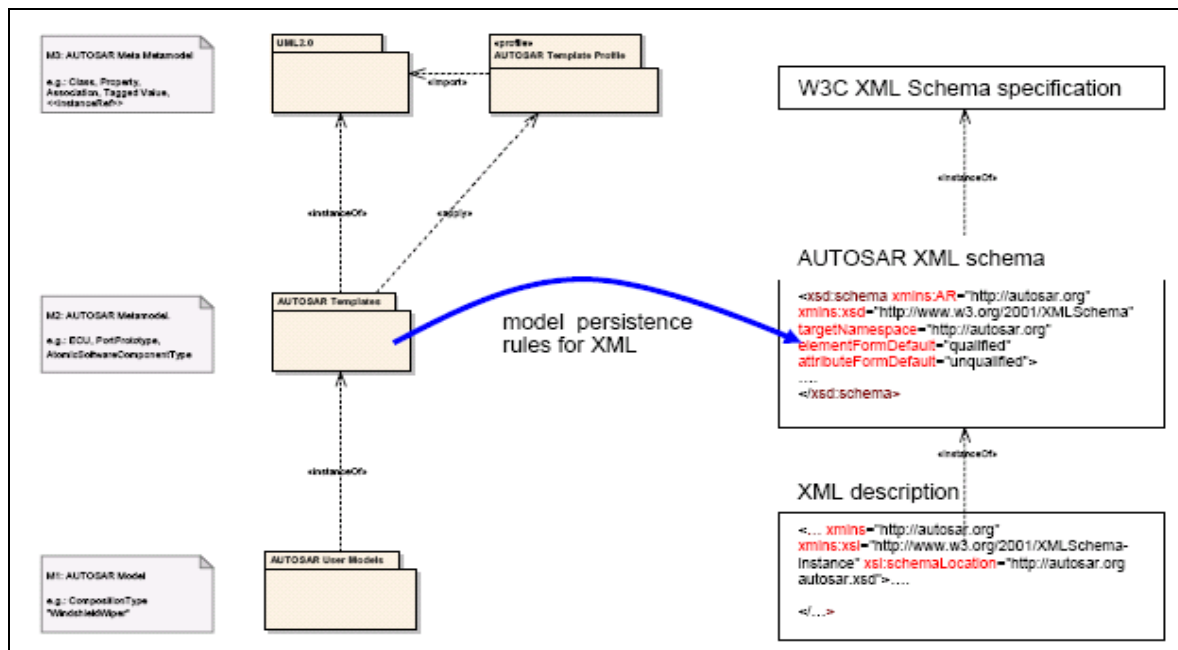 M3: AUTOSAR Meta Metamodel
e.g.: Class, Property,
Association, Tagged Value,
<<InstanceRef>>
UML2.0
«profile»
AUTOSAR Template Profile
«import»
W3C XML Schema specification
«instanceOf»
«apply»
«instanceOf»
M2: AUTOSAR Metamodel.
e.g.: ECU, PortPrototype,
AtomicSoftwareComponentType
AUTOSAR Templates
model persistence
rules for XML
AUTOSAR XML schema
<xsd:schema xmlns:AR="http://autosar.org"
xmlns:xsd="http://www.w3.org/2001/XMLSchema"
targetNamespace="http://autosar.org"
elementFormDefault="qualified"
attributeFormDefault="unqualified">
....
</xsd:schema>
«instanceOf»
«instanceOf»
XML description
M1: AUTOSAR Model
e.g.: CompositionType
"WindshieldWiper"
AUTOSAR User Models
<... xmlns="http://autosar.org"
xmlns:xsi="http://www.w3.org/2001/XMLSchema-
Instance" xsi:schemaLocation="http://autosar.org
autosar.xsd">....
</...>